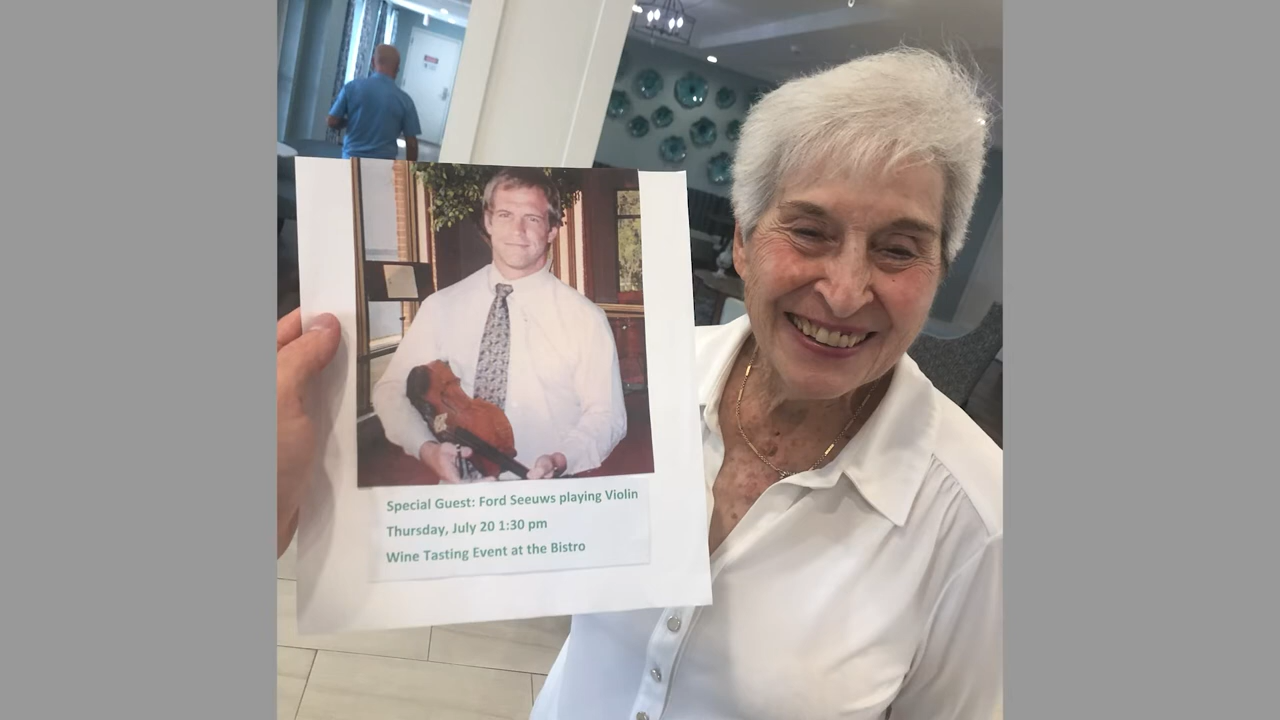 Special Guest: Ford Seeuws playing Violin
Thursday, July 20 1:30 pm
Wine Tasting Event at the Bistro